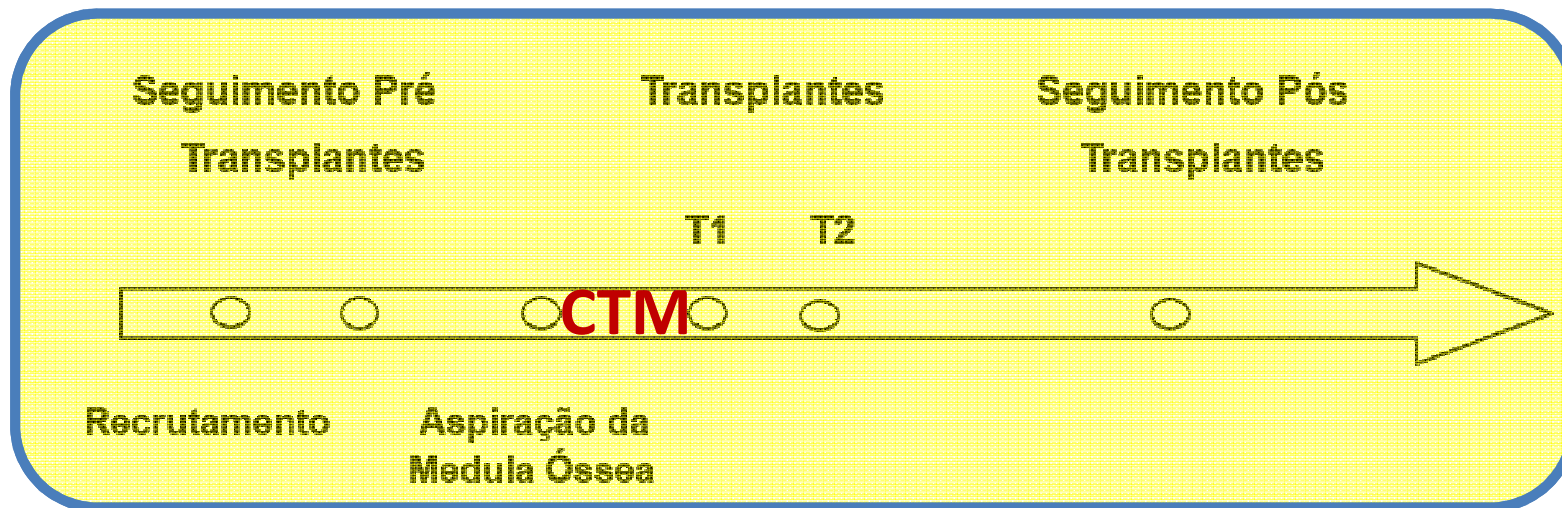 Seguimento Pré
Transplantes
Transplantes
Seguimento Pós
Transplantes
T1 T2
CTM
Recrutamento
Aspiração da
Medula Óssea